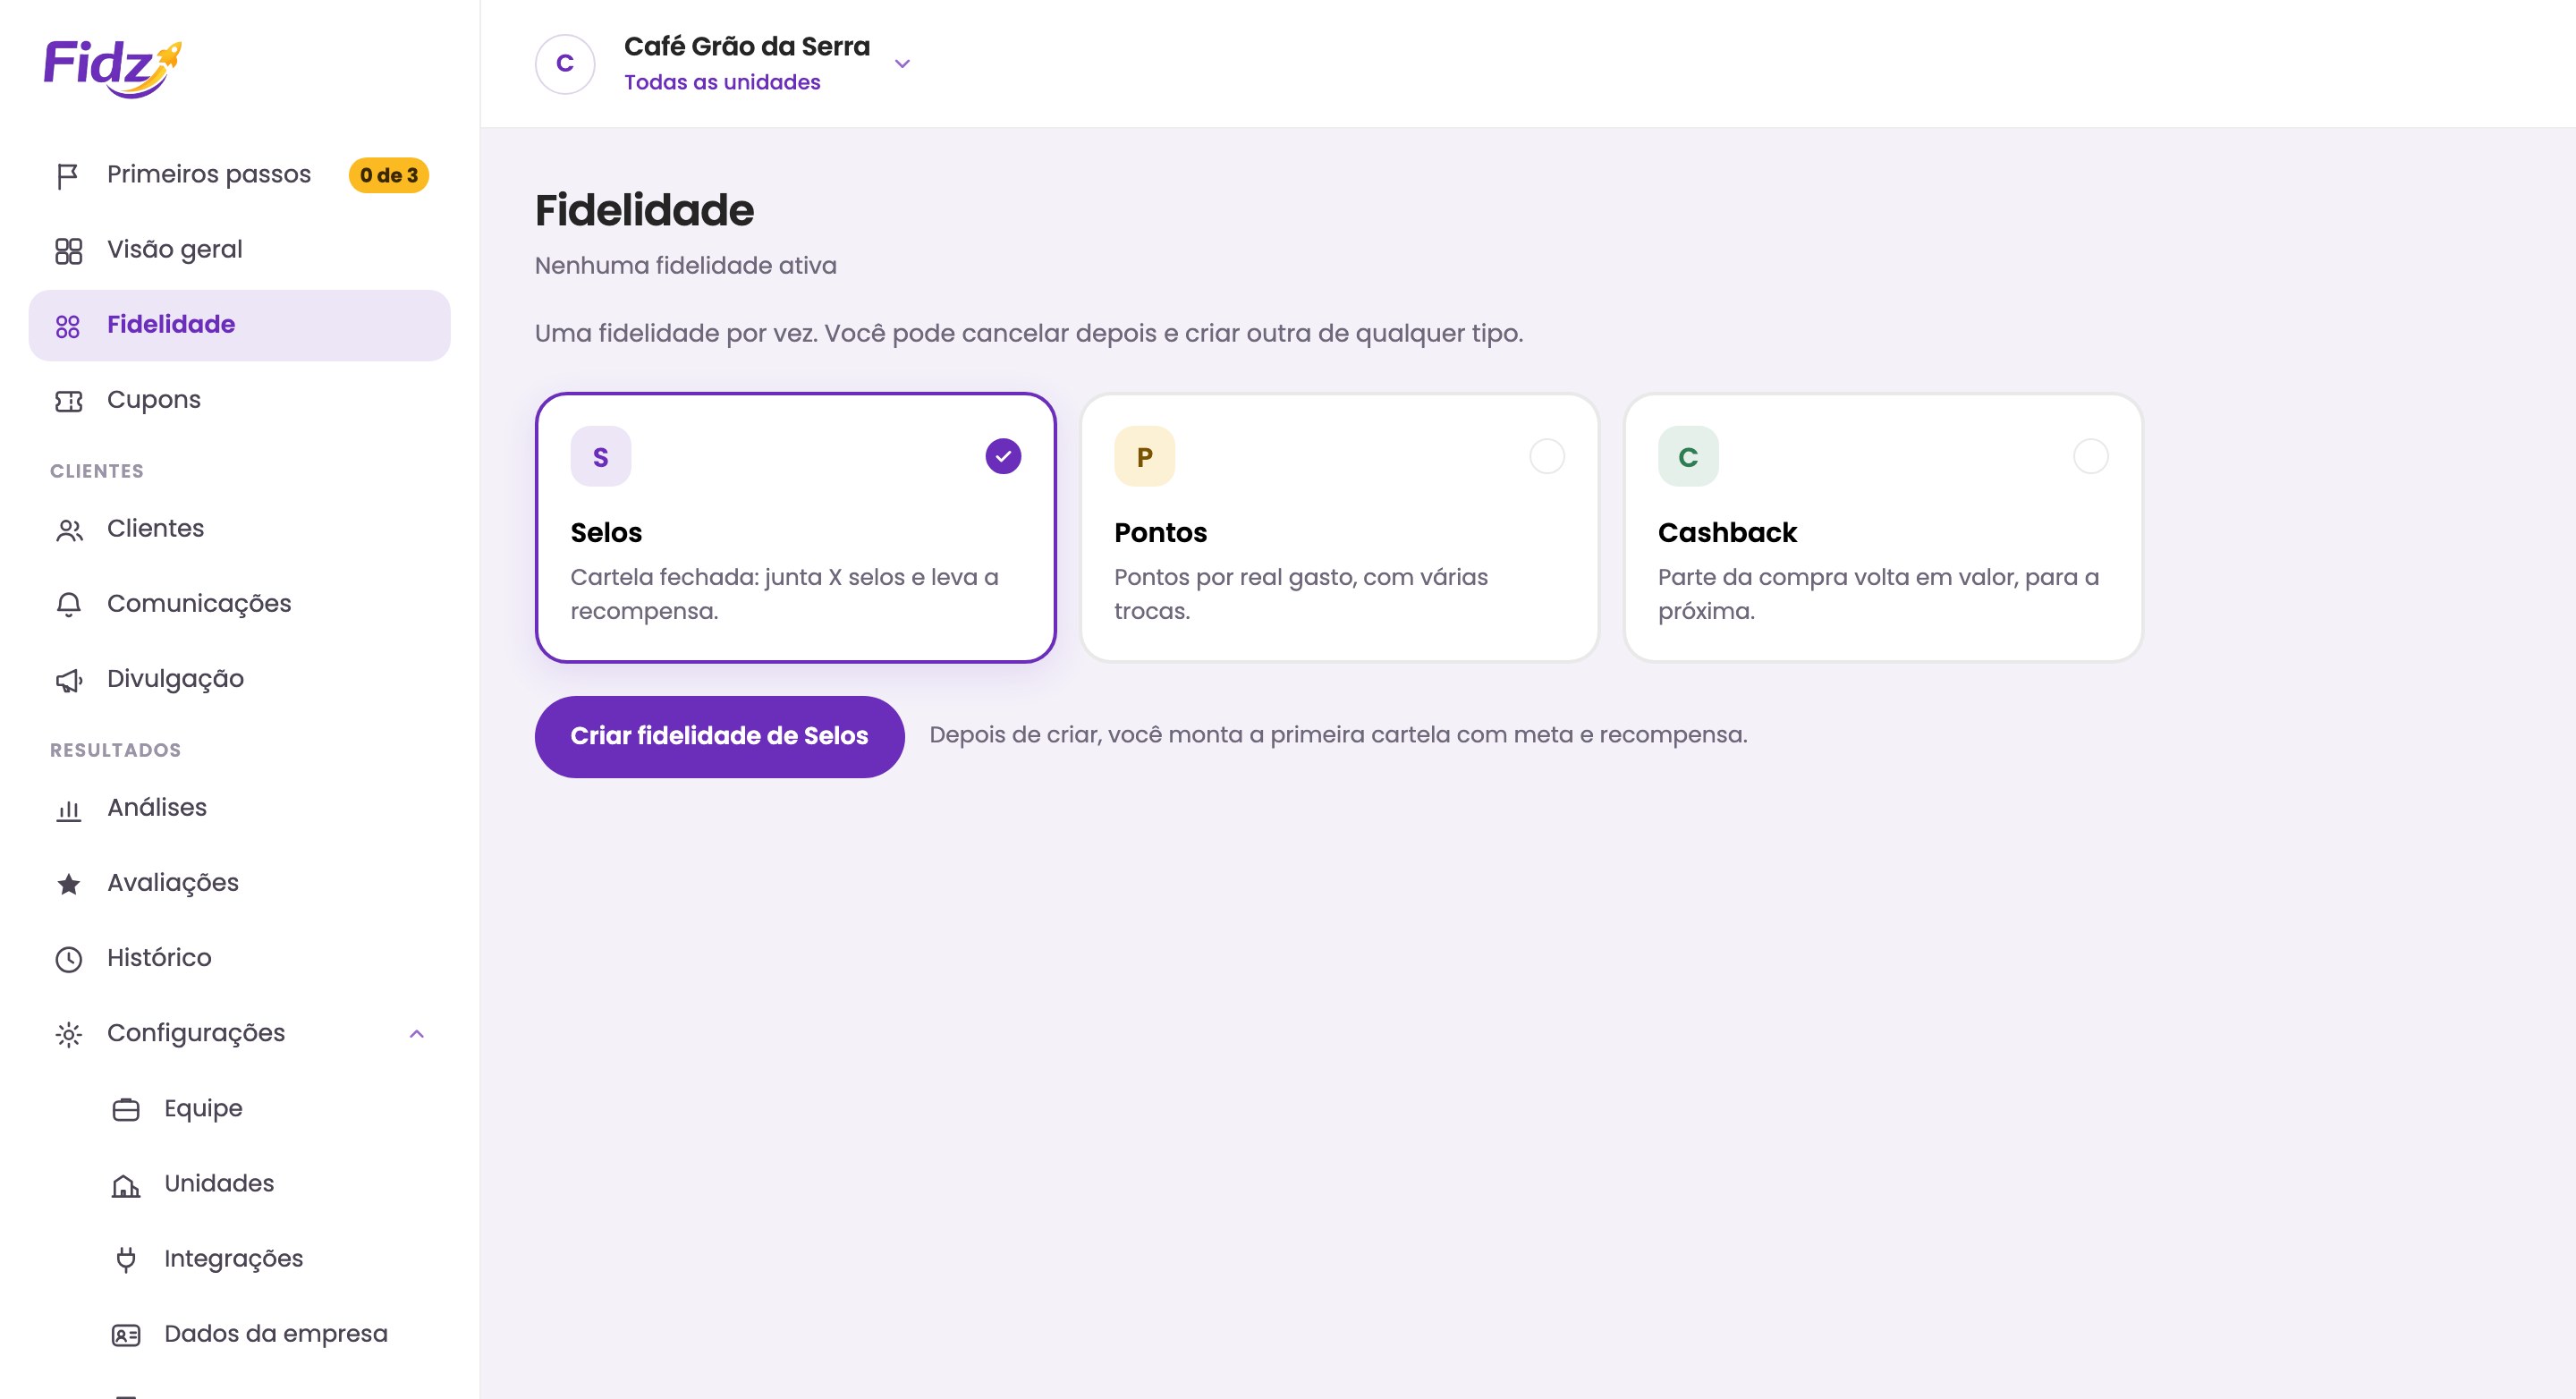 Fidz
Primeiros passos
0 de 3
Visão geral
Fidelidade
Cupons
CLIENTES
Clientes
Comunicações
Divulgação
RESULTADOS
Análises
Avaliações
Histórico
Configurações
Equipe
Unidades
Integrações
Dados da empresa
C
Café Grão da Serra
Todas as unidades
Fidelidade
Nenhuma fidelidade ativa
Uma fidelidade por vez. Você pode cancelar depois e criar outra de qualquer tipo.
S
Selos
Cartela fechada: junta X selos e leva a
recompensa.
P
Pontos
Pontos por real gasto, com várias
trocas.
C
Cashback
Parte da compra volta em valor, para a
próxima.
Criar fidelidade de Selos
Depois de criar, você monta a primeira cartela com meta e recompensa.